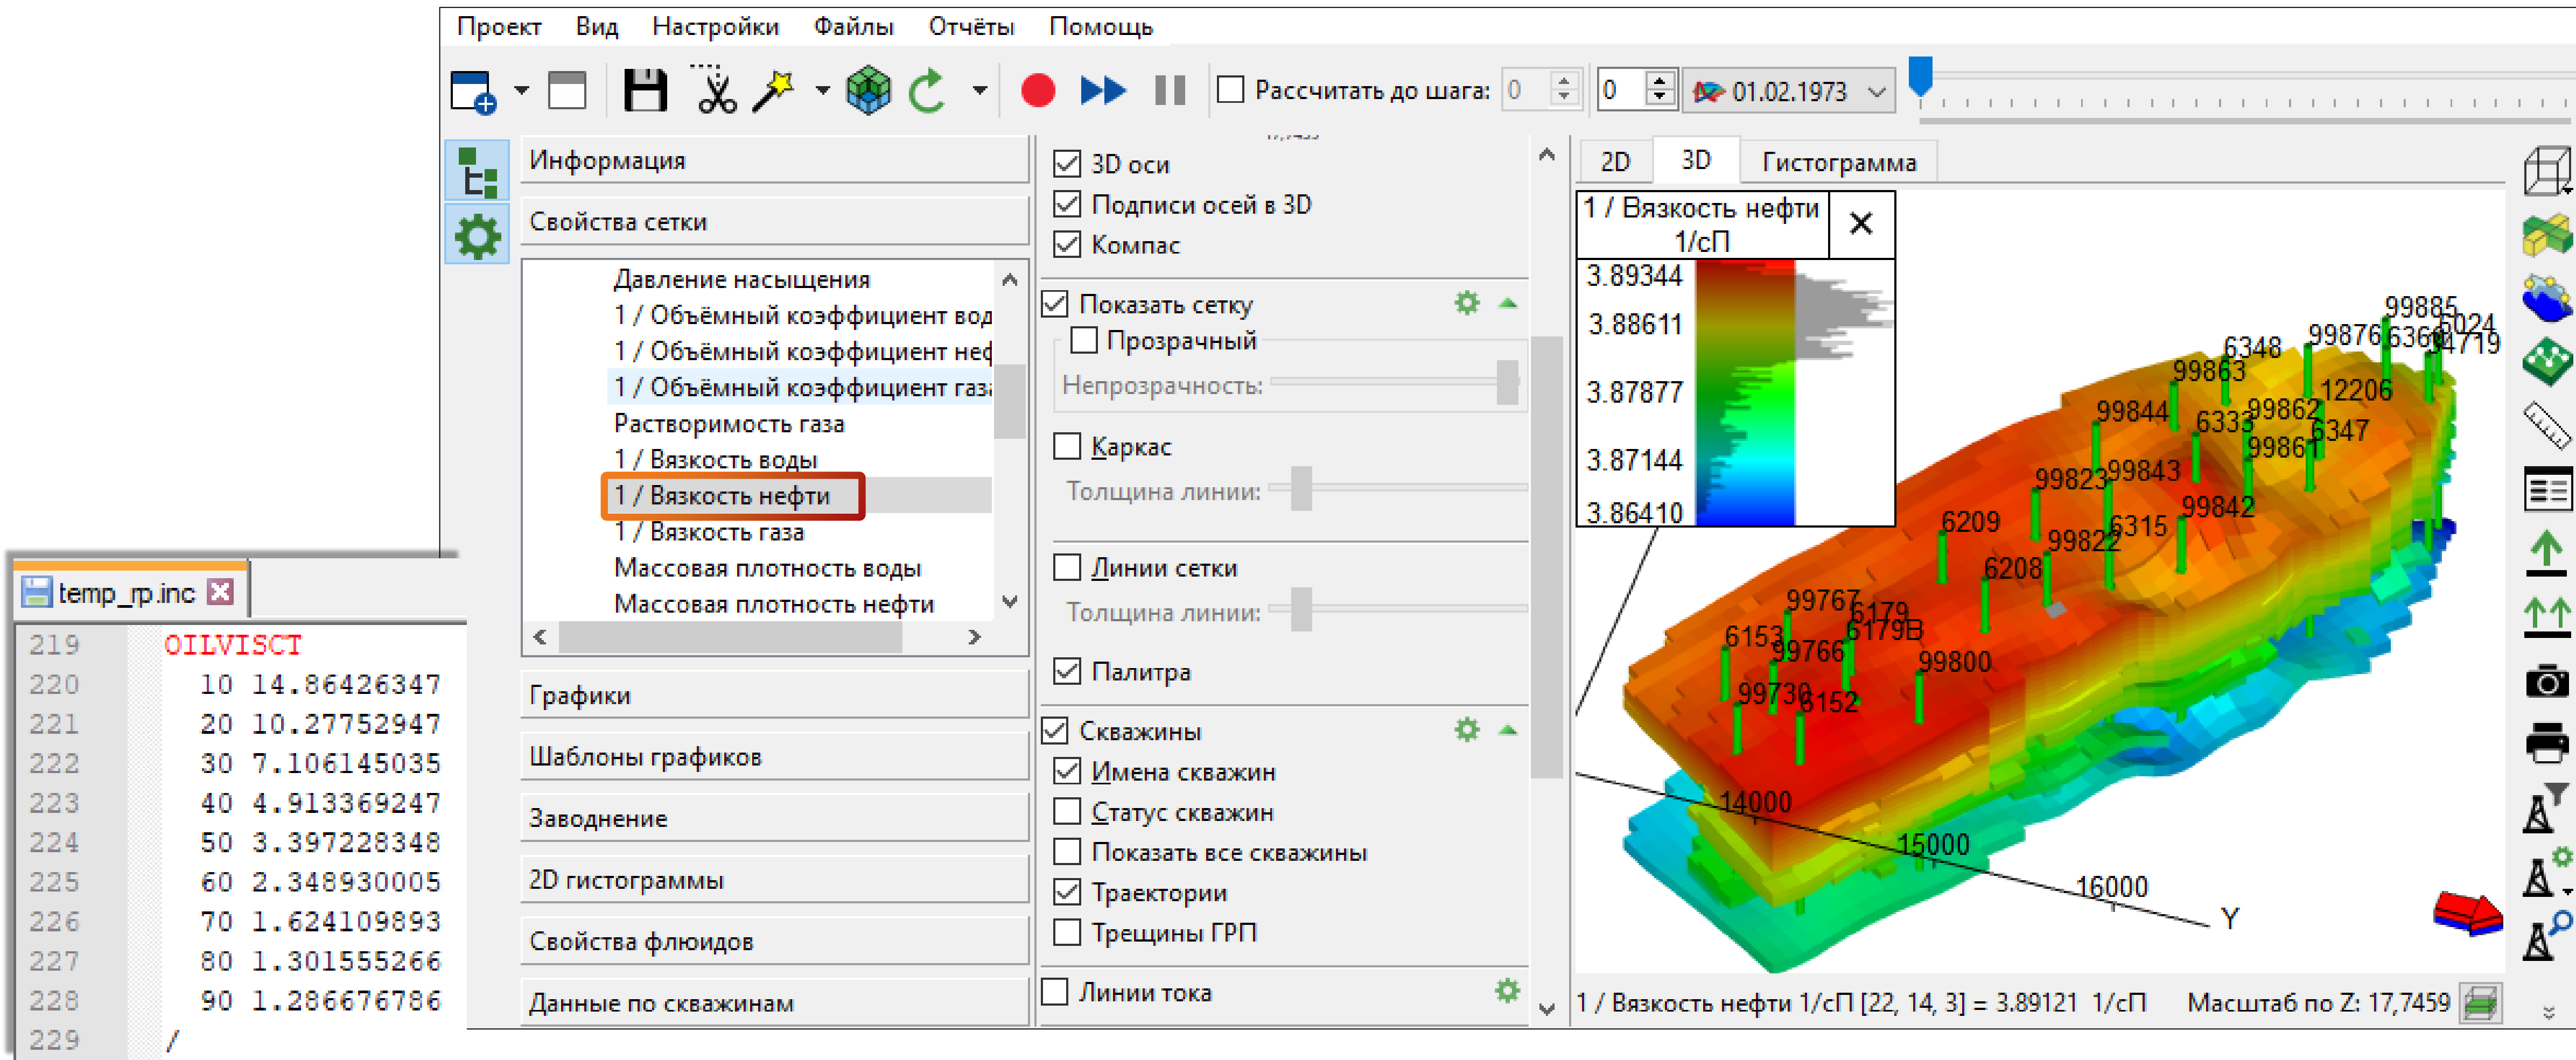 Проект Вид Настройки Файлы Отчёты Помощь
Рассчитать до шага: 0 0 01.02.1973
Информация
Свойства сетки
Давление насыщения
1 / Объёмный коэффициент вод
1 / Объёмный коэффициент неф
1 / Объёмный коэффициент газа
Растворимость газа
1 / Вязкость воды
1 / Вязкость нефти
1 / Вязкость газа
Массовая плотность воды
Массовая плотность нефти
Графики
Шаблоны графиков
Заводнение
2D гистограммы
Свойства флюидов
Данные по скважинам
3D оси
Подписи осей в 3D
Компас
Показать сетку
Прозрачный
Непрозрачность:
Каркас
Толщина линии:
Линии сетки
Толщина линии:
Палитра
Скважины
Имена скважин
Статус скважин
Показать все скважины
Траектории
Трещины ГРП
Линии тока
2D 3D Гистограмма
1 / Вязкость нефти
1/сП
3.89344
3.88611
3.87877
3.87144
3.86410
99885
6024
99876
6348
34719
99863
12206
99844
6333
99862
6347
99861
99823
99843
99842
6209
6315
99822
6208
99767
6179
6153
6179B
99766
99800
99730
6152
14000
15000
16000
Y
1 / Вязкость нефти 1/сП [22, 14, 3] = 3.89121 1/сП Масштаб по Z: 17,7459
temp_rp.inc
219 OILVISCT
220 10 14.86426347
221 20 10.27752947
222 30 7.106145035
223 40 4.913369247
224 50 3.397228348
225 60 2.348930005
226 70 1.624109893
227 80 1.301555266
228 90 1.286676786
229 /